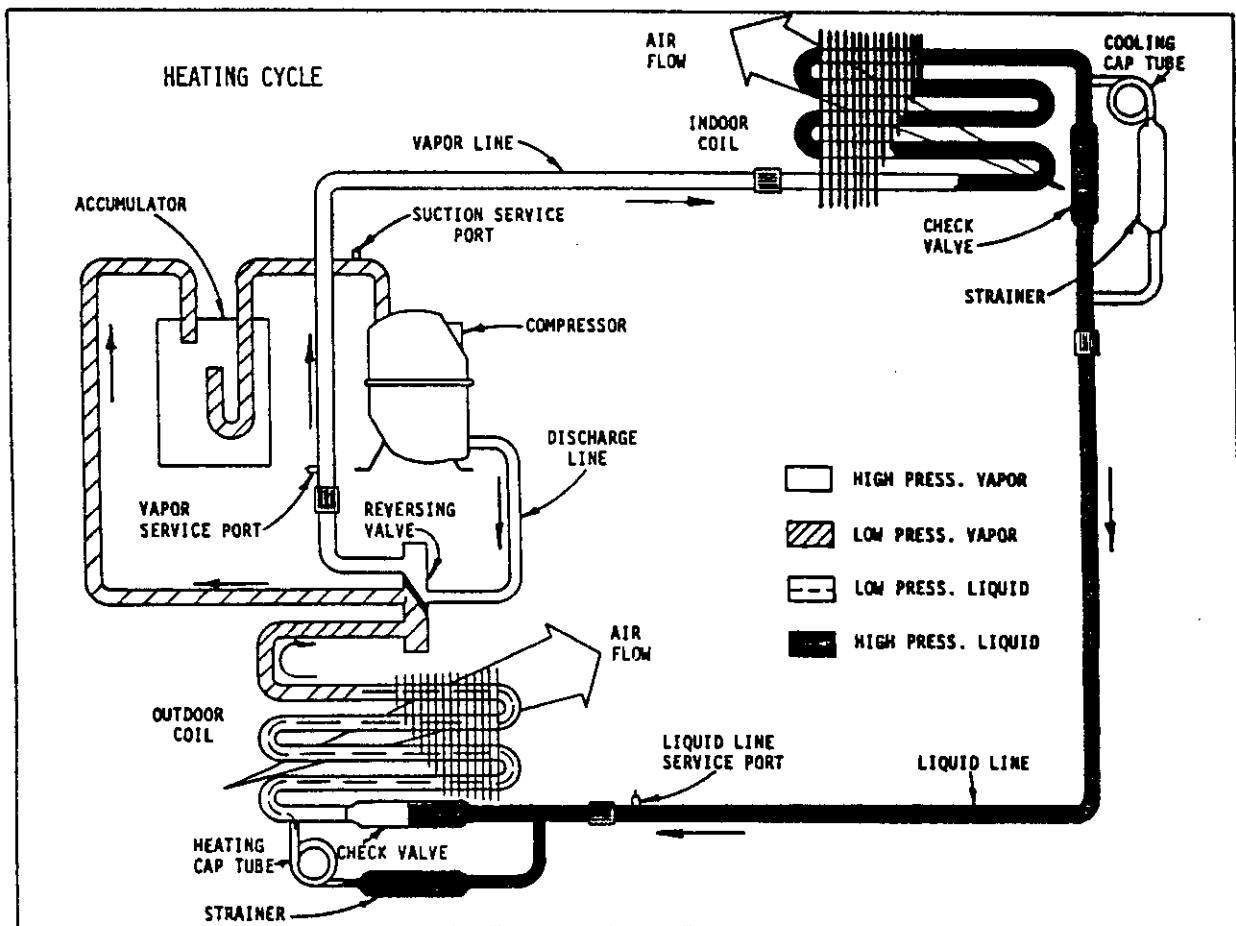 HEATING CYCLE
AIR
FLOW
COOLING
CAP TUBE
INDOOR
COIL
VAPOR LINE
ACCUMULATOR
SUCTION SERVICE
PORT
CHECK
VALVE
STRAINER
COMPRESSOR
DISCHARGE
LINE
VAPOR
SERVICE PORT
REVERSING
VALVE
HIGH PRESS. VAPOR
LOW PRESS. VAPOR
LOW PRESS. LIQUID
HIGH PRESS. LIQUID
AIR
FLOW
OUTDOOR
COIL
LIQUID LINE
SERVICE PORT
LIQUID LINE
HEATING
CAP TUBE
CHECK VALVE
STRAINER